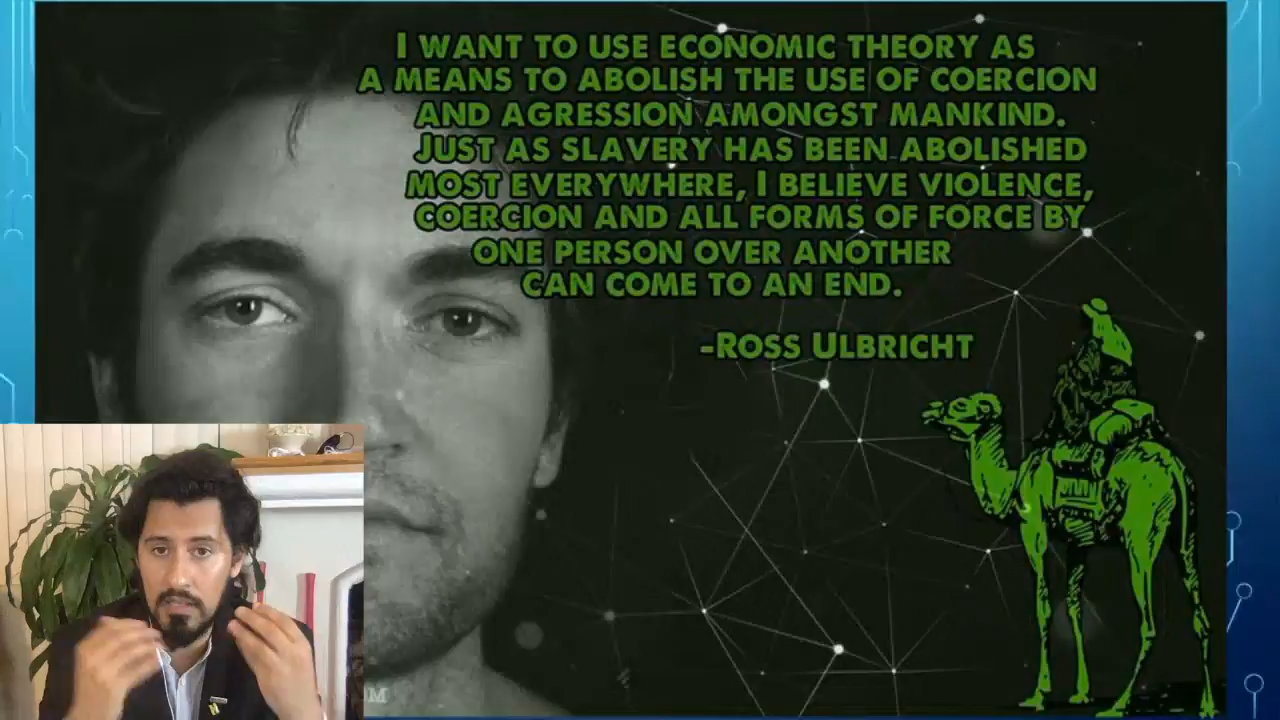 I WANT TO USE ECONOMIC THEORY AS
A MEANS TO ABOLISH THE USE OF COERCION
AND AGRESSION AMONGST MANKIND.
JUST AS SLAVERY HAS BEEN ABOLISHED
MOST EVERYWHERE, I BELIEVE VIOLENCE,
COERCION AND ALL FORMS OF FORCE BY
ONE PERSON OVER ANOTHER
CAN COME TO AN END.
-ROSS ULBRICHT